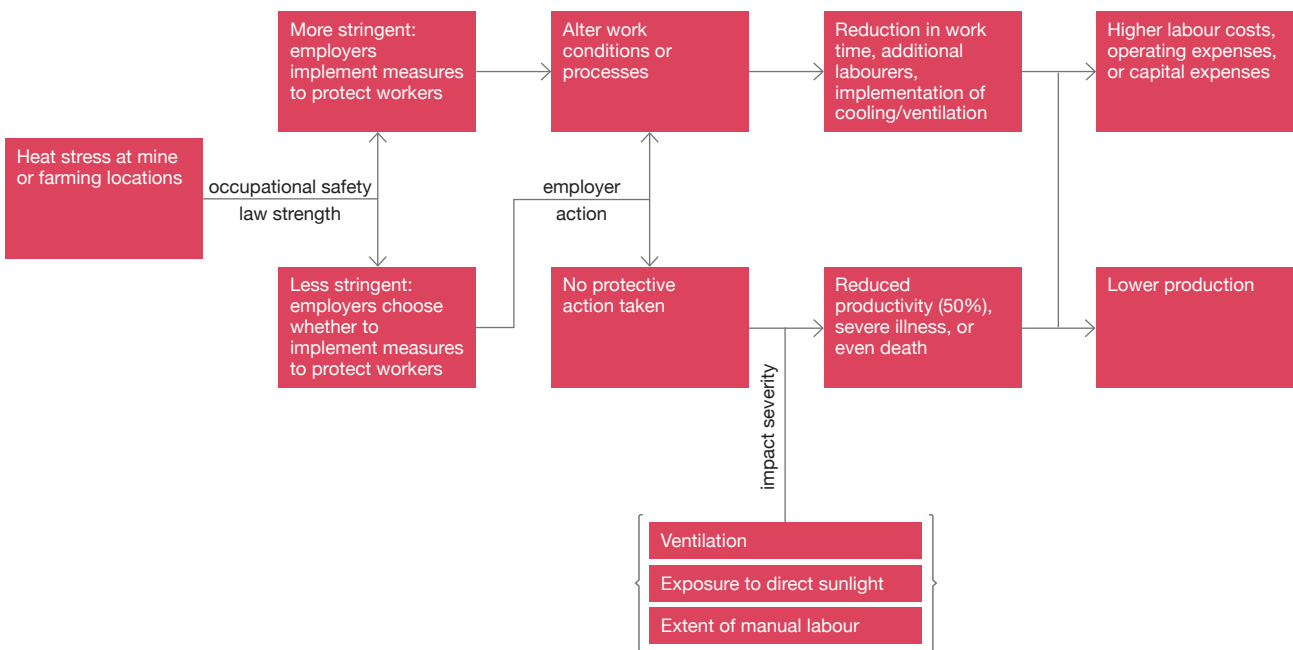 More stringent:
employers
implement measures
to protect workers
Alter work
conditions or
processes
Reduction in work
time, additional
labourers,
implementation of
cooling/ventilation
Higher labour costs,
operating expenses,
or capital expenses
Heat stress at mine
or farming locations
occupational safety
law strength
employer
action
Less stringent:
employers choose
whether to
implement measures
to protect workers
No protective
action taken
Reduced
productivity (50%),
severe illness, or
even death
Lower production
impact severity
Ventilation
Exposure to direct sunlight
Extent of manual labour